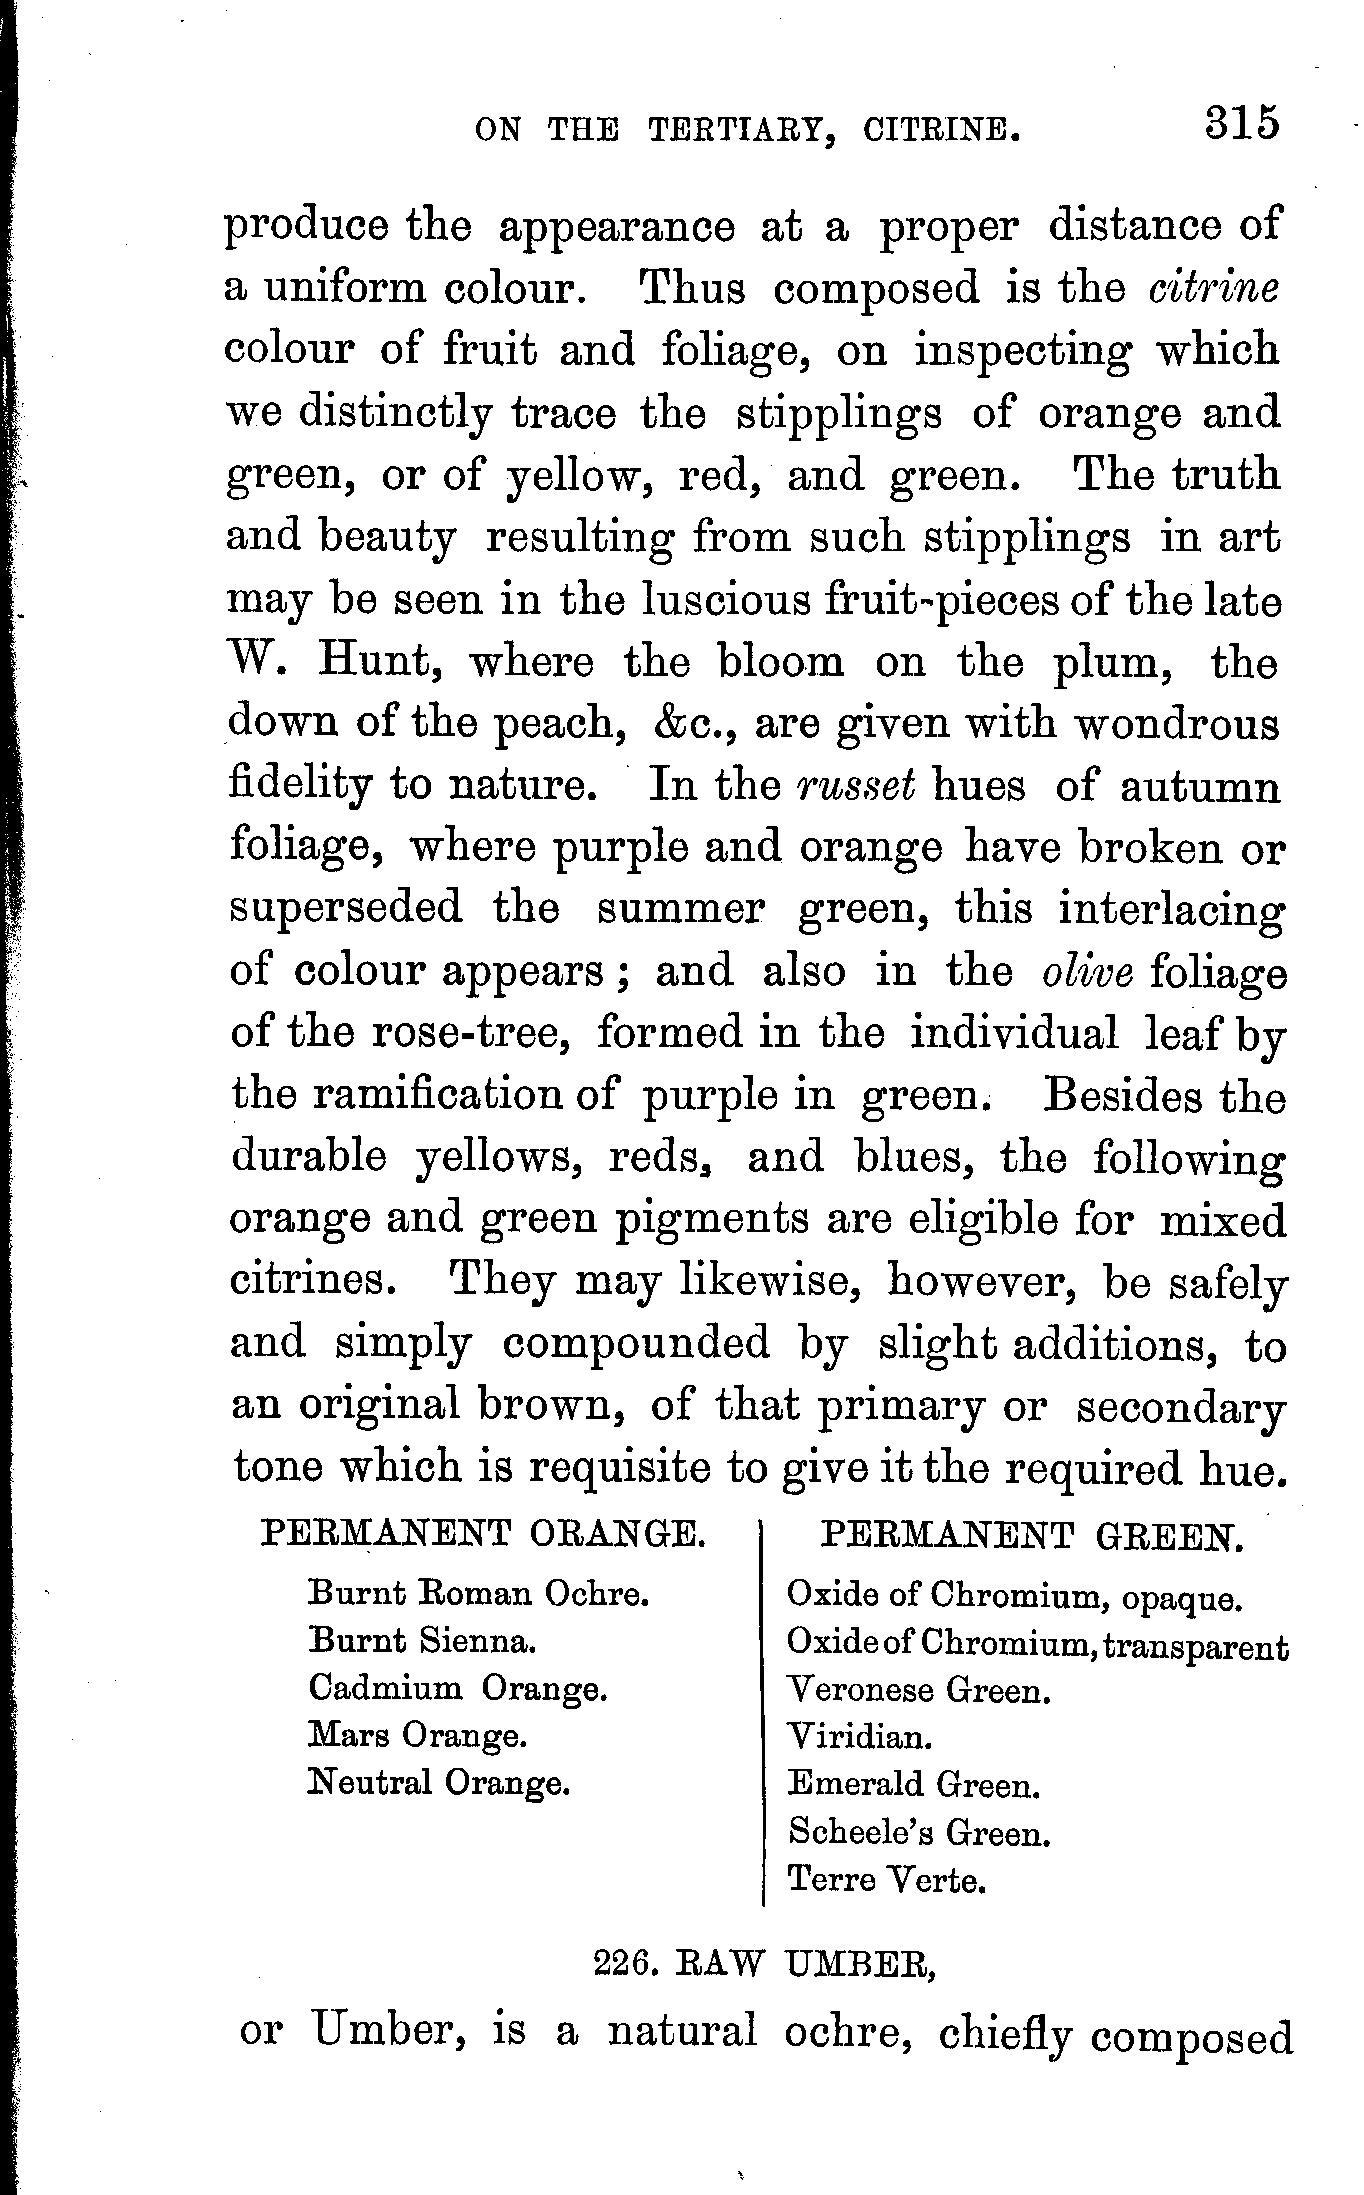 ON THE TERTIARY, CITRINE. 315
produce the appearance at a proper distance of
a uniform colour. Thus composed is the citrine
colour of fruit and foliage, on inspecting which
we distinctly trace the stipplings of orange and
green, or of yellow, red, and green. The truth
and beauty resulting from such stipplings in art
may be seen in the luscious fruit-pieces of the late
W. Hunt, where the bloom on the plum, the
down of the peach, &c., are given with wondrous
fidelity to nature. In the russet hues of autumn
foliage, where purple and orange have broken or
superseded the summer green, this interlacing
of colour appears ; and also in the olive foliage
of the rose-tree, formed in the individual leaf by
the ramification of purple in green. Besides the
durable yellows, reds, and blues, the following
orange and green pigments are eligible for mixed
citrines. They may likewise, however, be safely
and simply compounded by slight additions, to
an original brown, of that primary or secondary
tone which is requisite to give it the required hue.
PERMANENT ORANGE.
Burnt Roman Ochre.
Burnt Sienna.
Cadmium Orange.
Mars Orange.
Neutral Orange.
PERMANENT GREEN.
Oxide of Chromium, opaque.
Oxide of Chromium, transparent
Veronese Green.
Viridian.
Emerald Green.
Scheele's Green.
Terre Verte.
226. RAW UMBER,
or Umber, is a natural ochre, chiefly composed